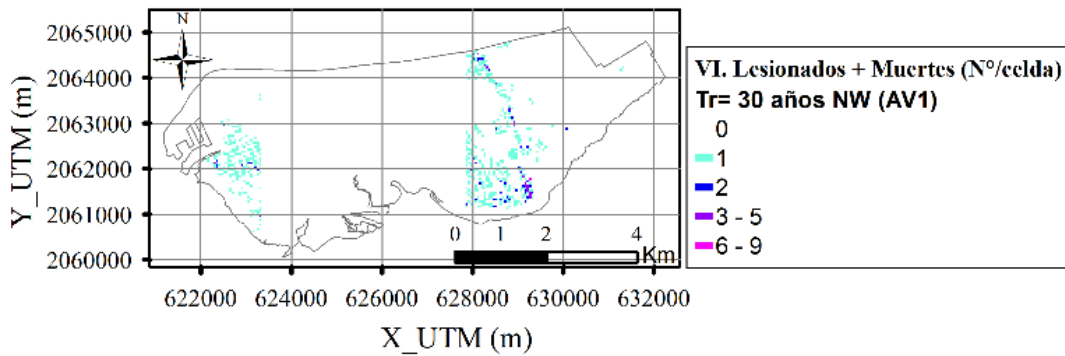 N
2065000
2064000
2063000
2062000
2061000
2060000
Y_UTM (m)
622000 624000 626000 628000 630000 632000
X_UTM (m)
0 1 2 4
Km
VI. Lesionados + Muertes (N°/celda)
Tr= 30 años NW (AV1)
0
1
2
3 - 5
6 - 9